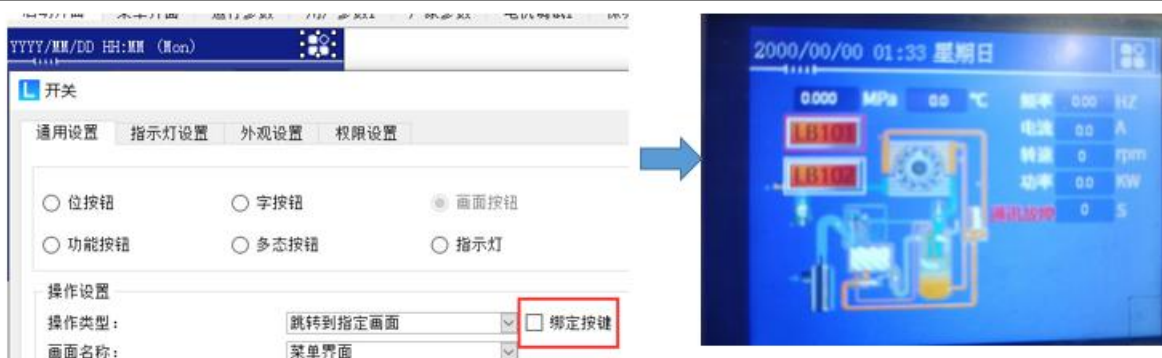 YYYY/MM/DD HH:MM (Mon)
开关
通用设置 指示灯设置 外观设置 权限设置
位按钮 字按钮 画面按钮
功能按钮 多态按钮 指示灯
操作设置
操作类型: 跳转到指定画面 绑定按键
画面名称: 菜单界面
2000/00/00 01:33 星期日
0.000 MPa 0.0 ℃ 频率 0.00 HZ
LB101 电流 0.0 A
转速 0 rpm
LB102 功率 0.0 KW
通讯故障 0 S